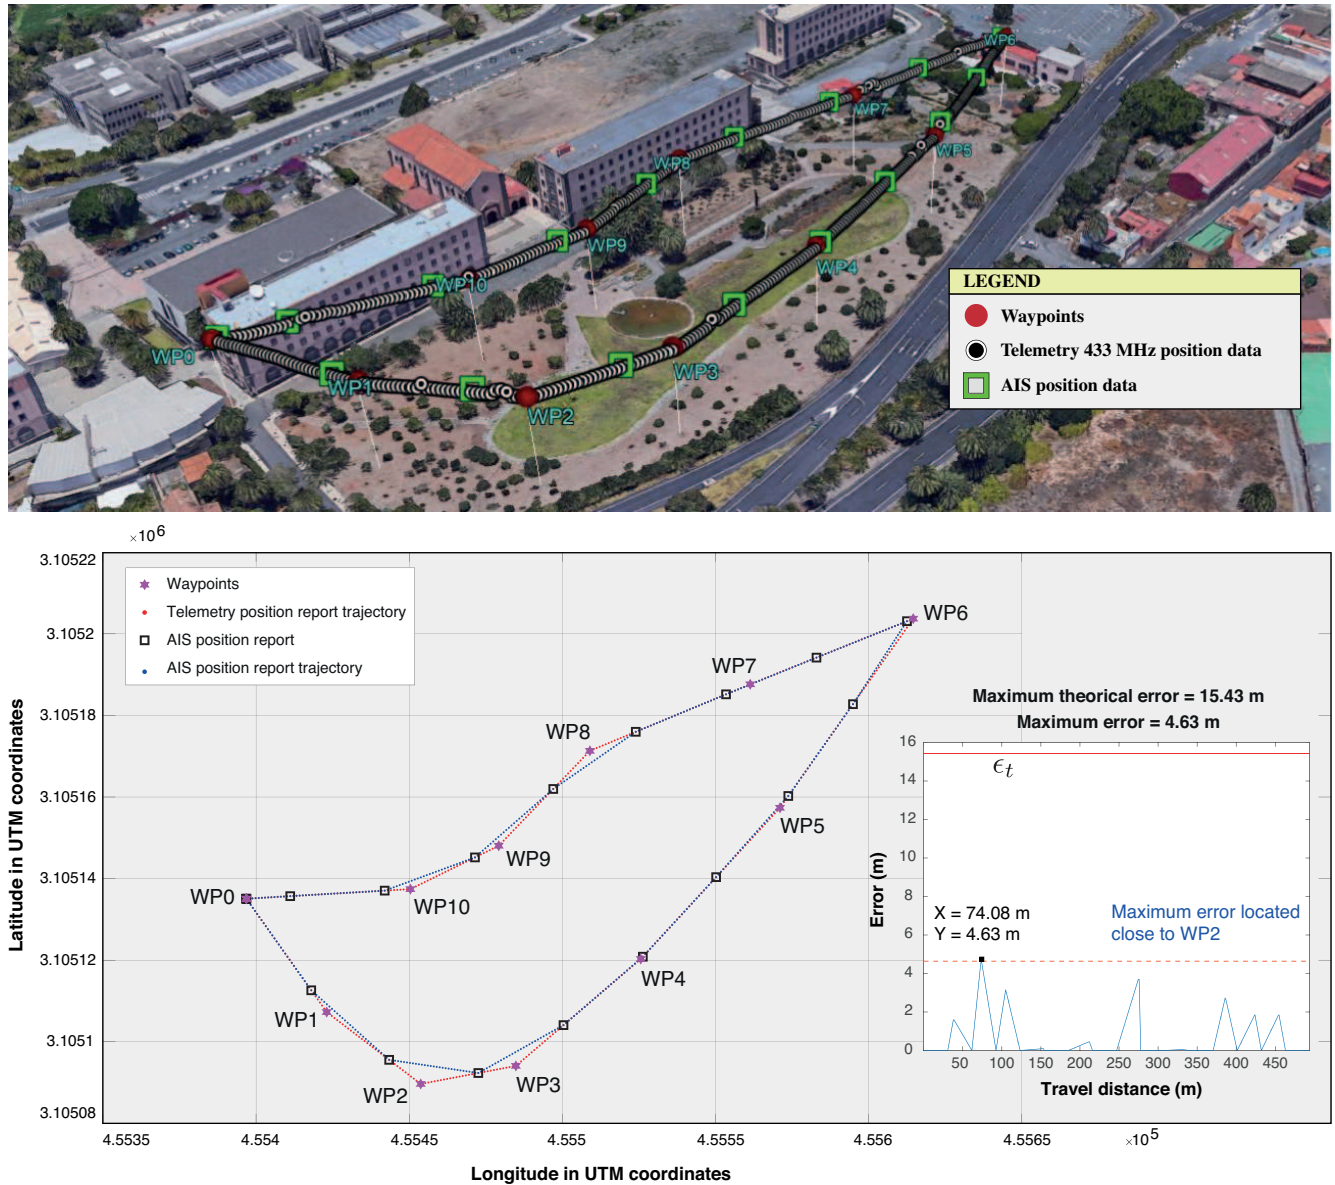 WP6
WP7
WP5
WP8
WP9
WP4
WP10
WP0
WP1
WP3
WP2
LEGEND
Waypoints
Telemetry 433 MHz position data
AIS position data
×10⁶
3.10522
3.1052
3.10518
3.10516
3.10514
3.10512
3.1051
3.10508
Latitude in UTM coordinates
Waypoints
Telemetry position report trajectory
AIS position report
AIS position report trajectory
WP6
WP7
WP8
WP5
WP9
WP0
WP10
WP4
WP1
WP3
WP2
Maximum theorical error = 15.43 m
Maximum error = 4.63 m
16
14
12
10
8
6
4
2
0
ϵt
Error (m)
X = 74.08 m
Y = 4.63 m
Maximum error located
close to WP2
50 100 150 200 250 300 350 400 450
Travel distance (m)
4.5535 4.554 4.5545 4.555 4.5555 4.556 4.5565 ×10⁵
Longitude in UTM coordinates